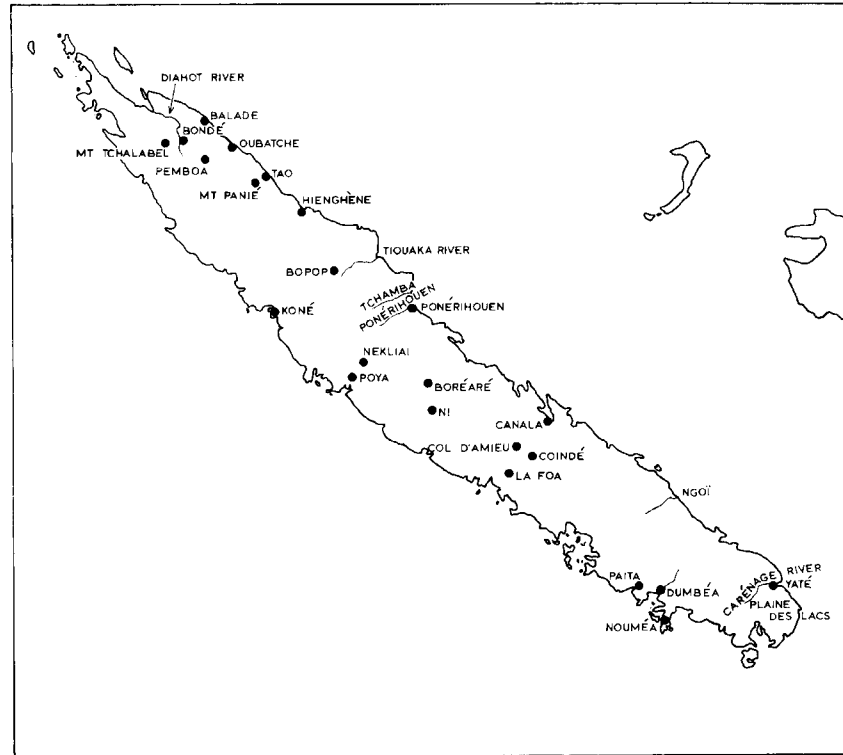 DIAHOT RIVER
BALADE
BONDÉ
OUBATCHE
MT TCHALABEL
PEMBOA
TAO
MT PANIÉ
HIENGHÈNE
TIOUAKA RIVER
BOPOP
TCHAMBA
PONÉRIHOUEN
PONÉRIHOUEN
KONÉ
NEKLIAI
POYA
BORÉARÉ
NI
CANALA
COL D'AMIEU
COINDÉ
LA FOA
NGOÏ
PAITA
DUMBÉA
CARÉNAGE RIVER
YATÉ
PLAINE
DES LACS
NOUMÉA